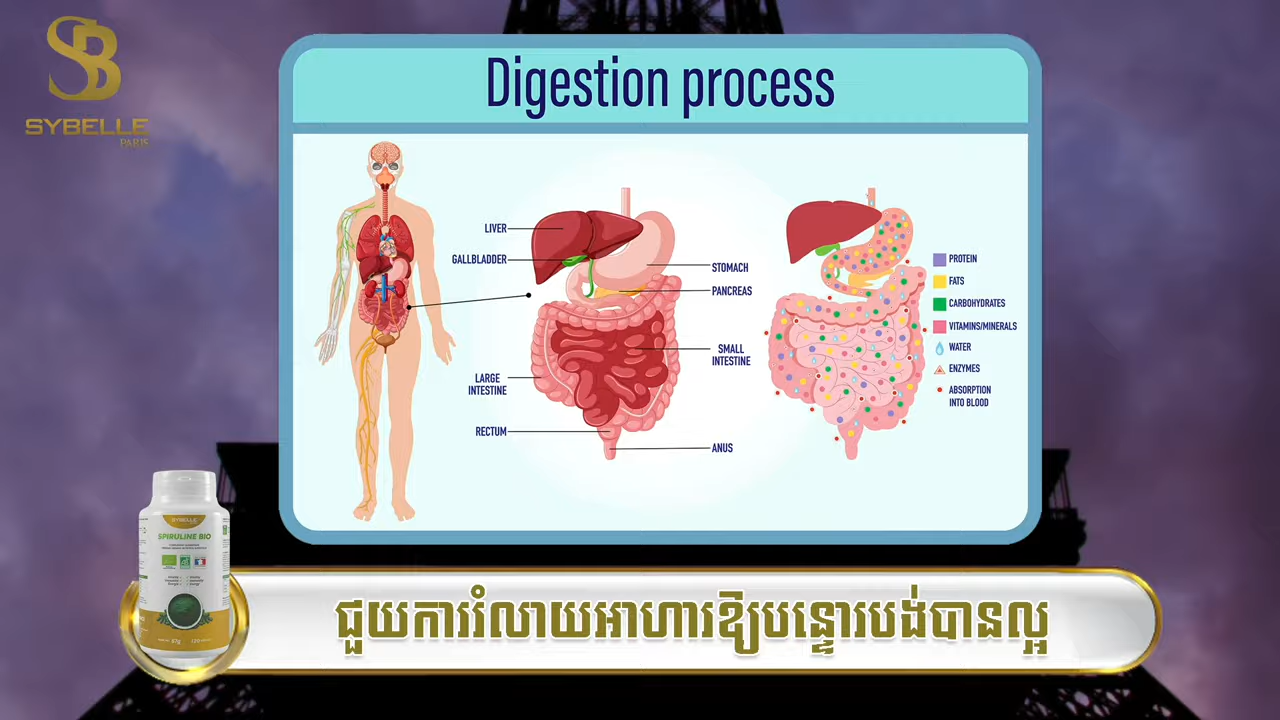 SB
SYBELLE
PARIS
Digestion process
LIVER
GALLBLADDER
STOMACH
PANCREAS
SMALL
INTESTINE
LARGE
INTESTINE
RECTUM
ANUS
PROTEIN
FATS
CARBOHYDRATES
VITAMINS/MINERALS
WATER
ENZYMES
ABSORPTION
INTO BLOOD
SYBELLE
SPIRULINE BIO
ជួយការរំលាយអាហារឱ្យបន្ទោរបង់បានល្អ